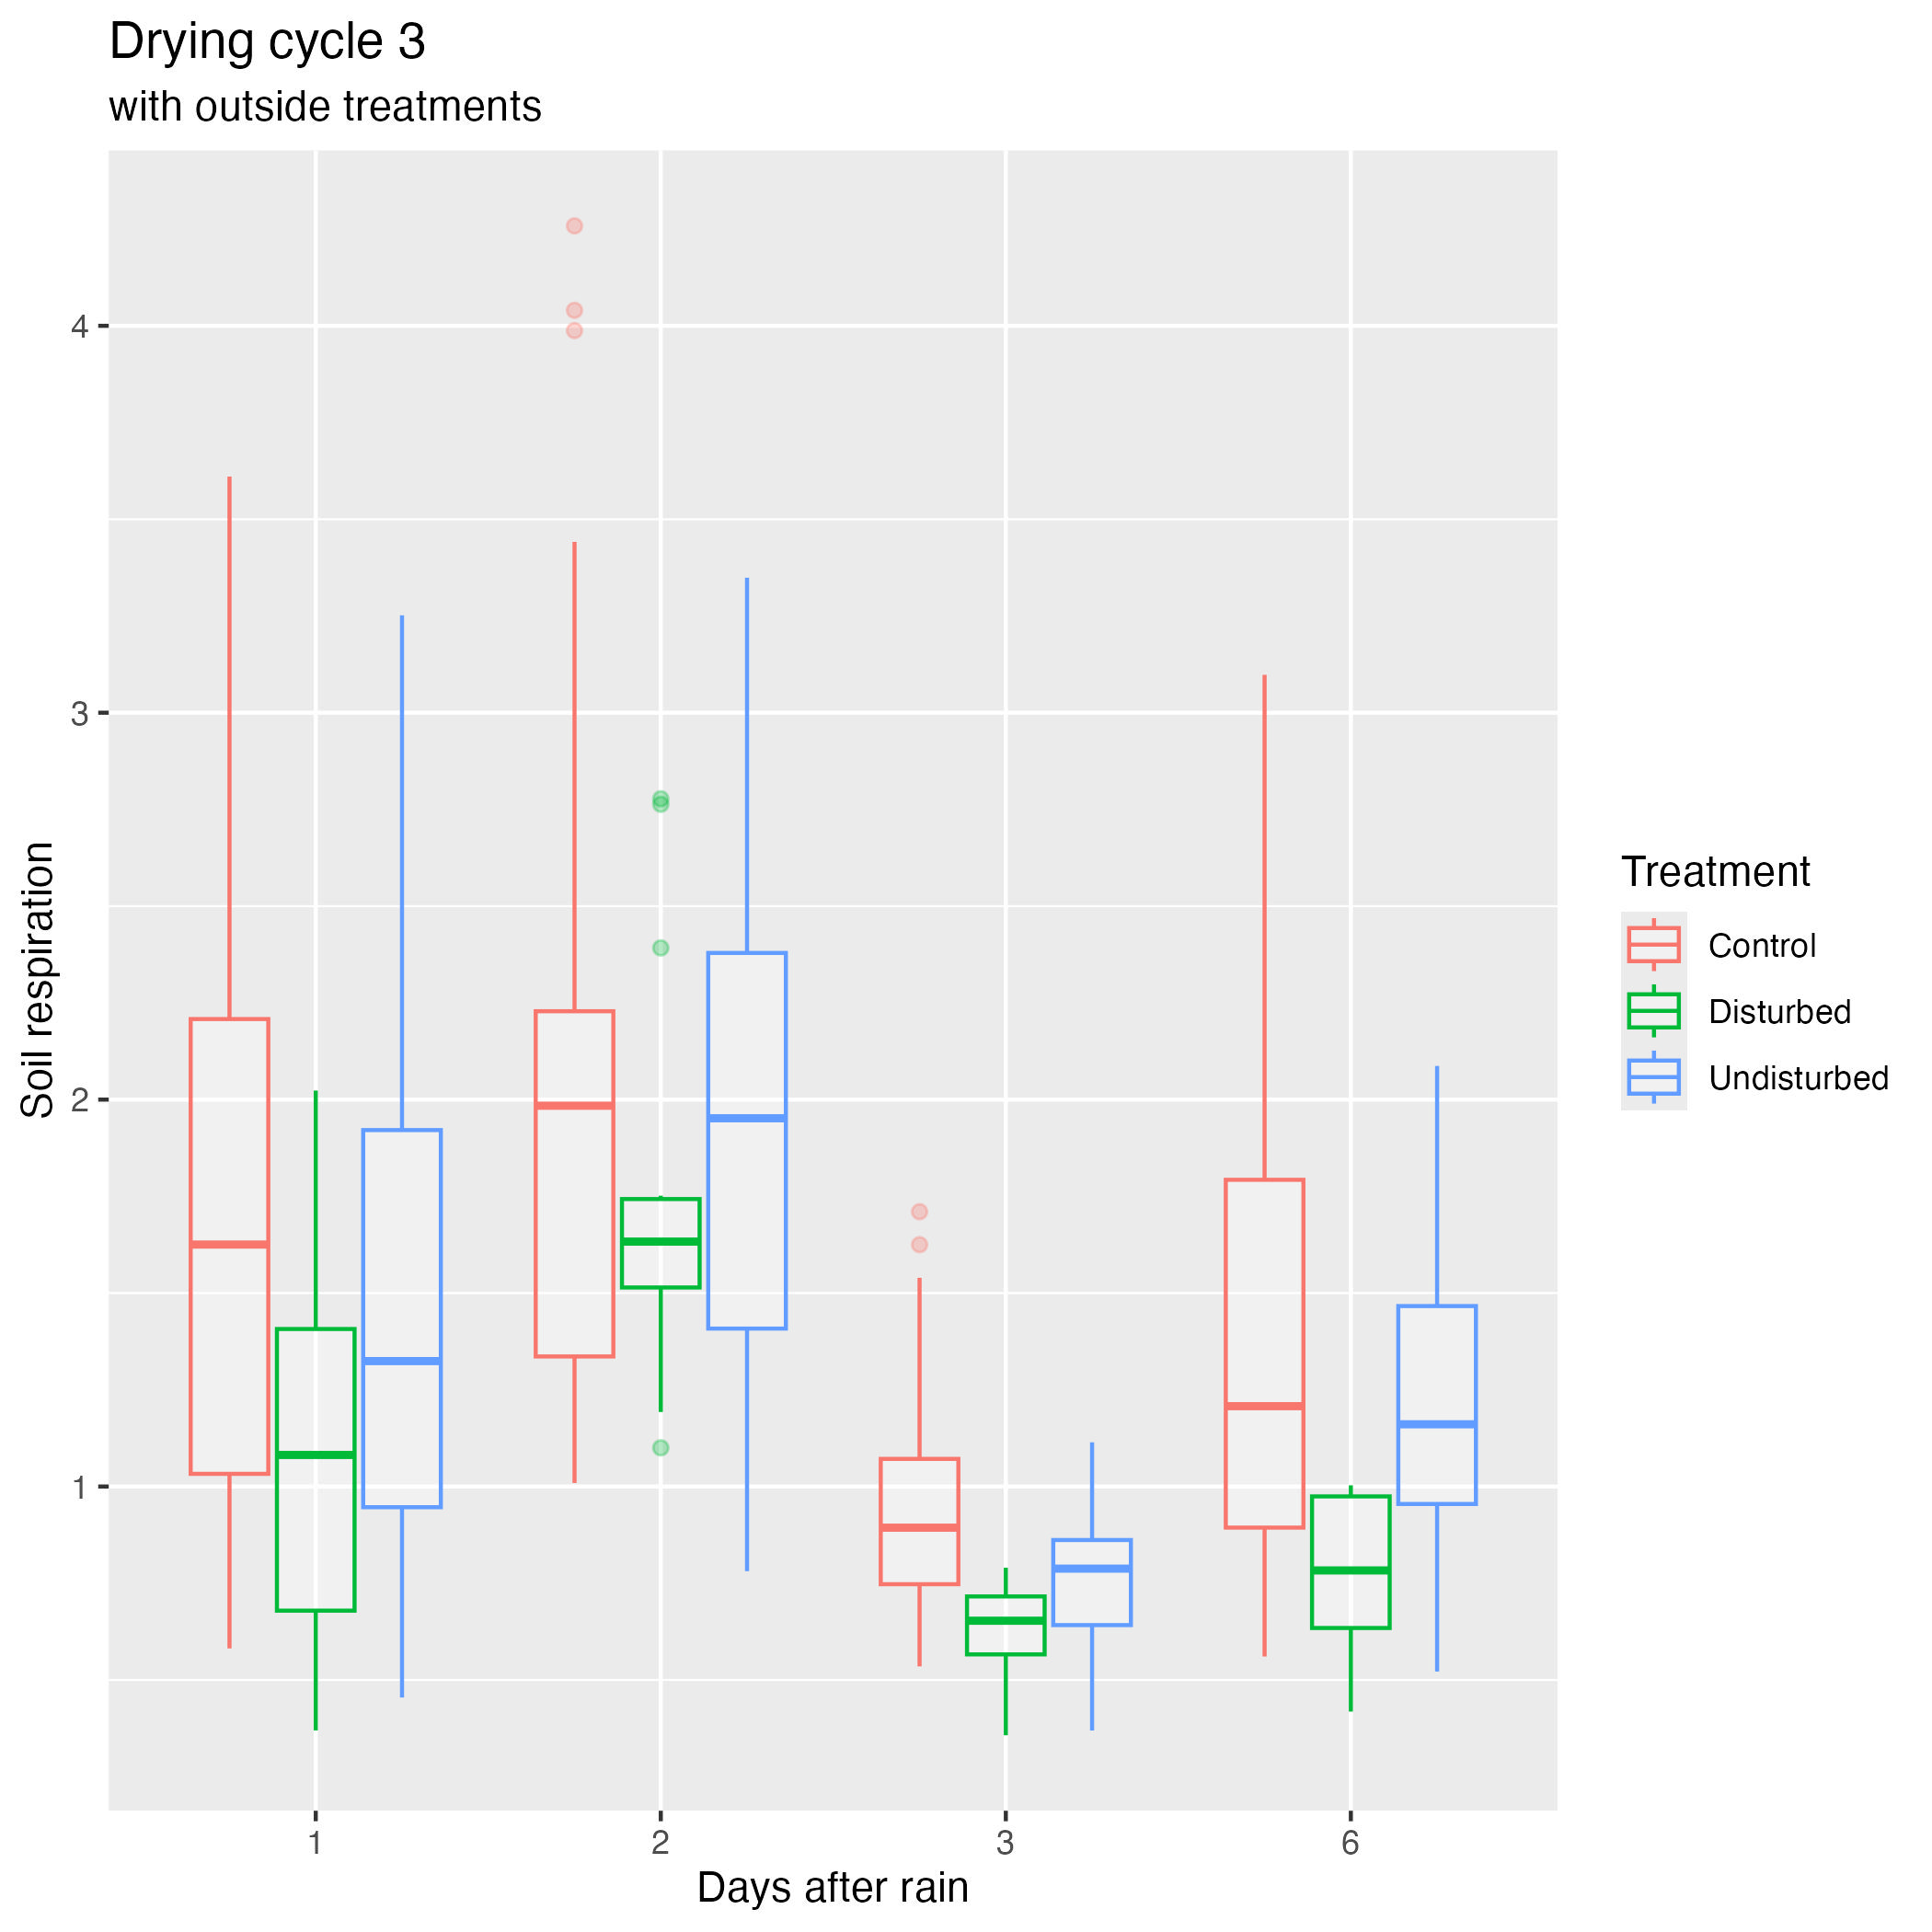 Drying cycle 3
with outside treatments
4
3
2
1
Soil respiration
1 2 3 6
Days after rain
Treatment
Control
Disturbed
Undisturbed